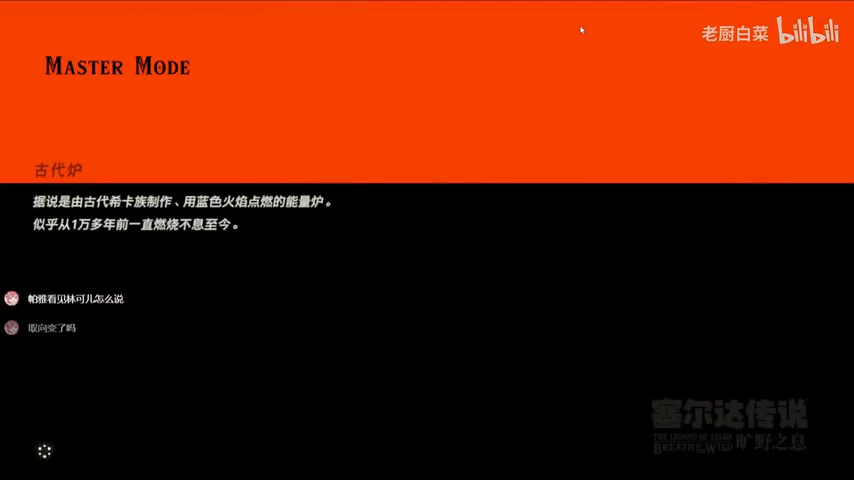 老厨白菜 bilibili
MASTER MODE
古代炉
据说是由古代希卡族制作、用蓝色火焰点燃的能量炉。
似乎从1万多年前一直燃烧不息至今。
帕雅看见林可儿怎么说
取向变了吗
塞尔达传说
THE LEGEND OF ZELDA
BREATH OF THE WILD 旷野之息